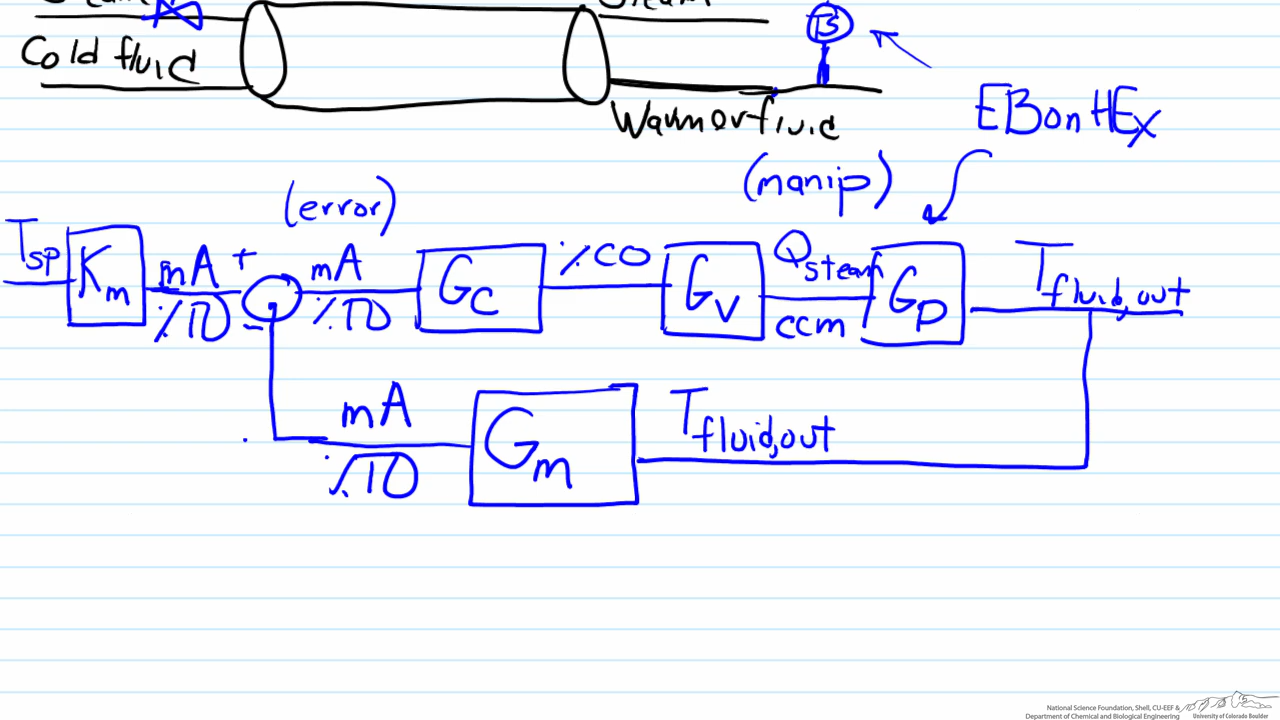 Steam
Cold fluid
TS
Warmer fluid
EB on HEx
(manip)
(error)
Tsp
Km
mA +
%TO
-
mA
%TO
Gc
%CO
Gv
Qsteam
ccm
Gp
Tfluid,out
mA
%TO
Gm
Tfluid,out
National Science Foundation, Shell, CU-EEF &
Department of Chemical and Biological Engineering
University of Colorado Boulder